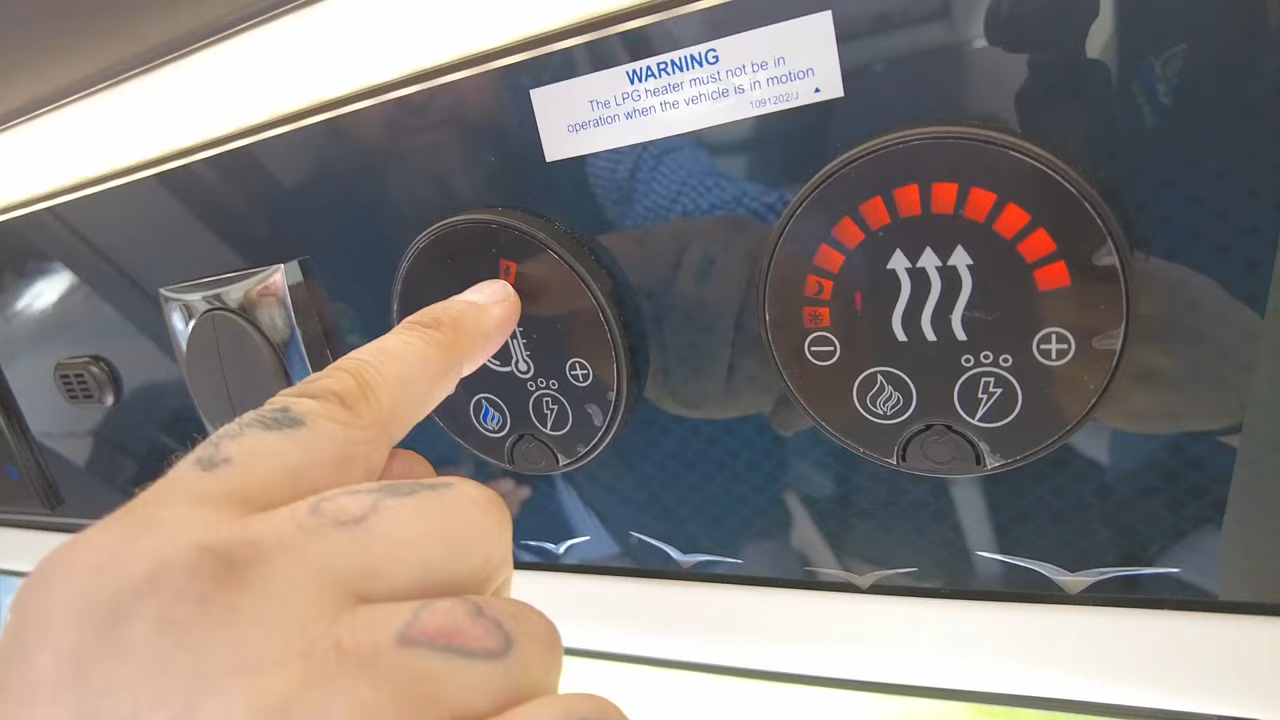 WARNING
The LPG heater must not be in
operation when the vehicle is in motion
1091202/J